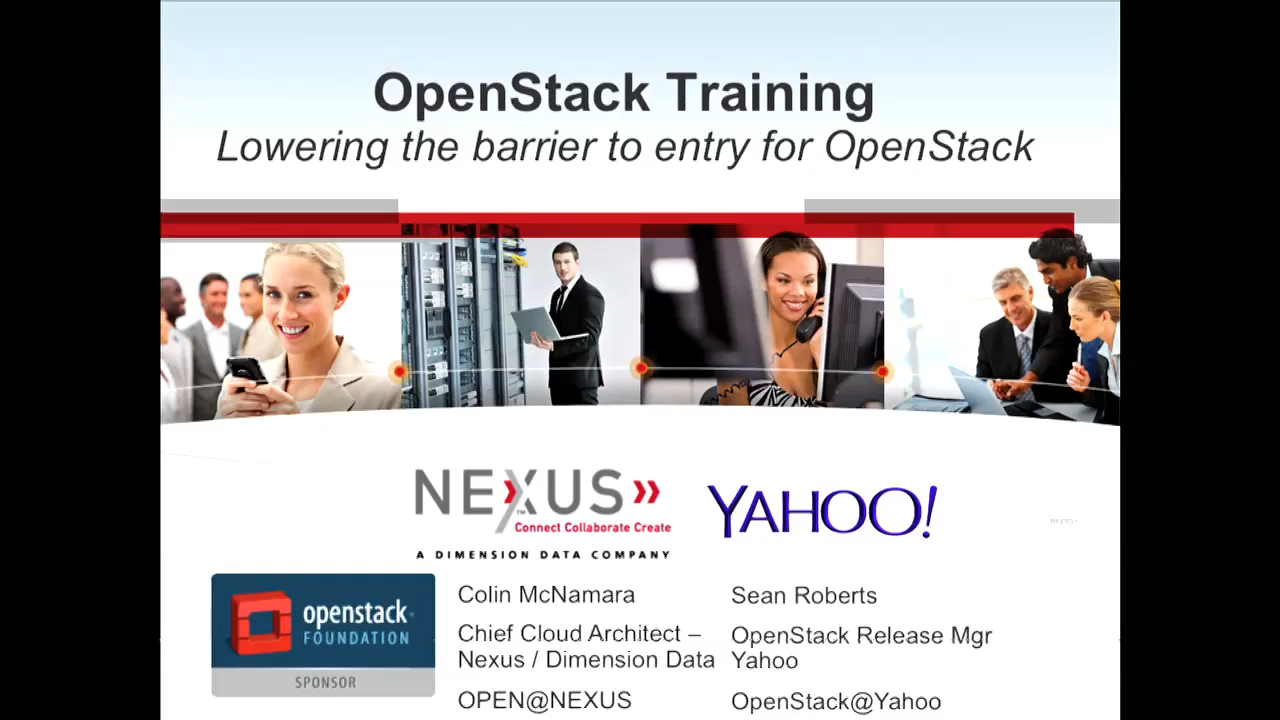 OpenStack Training
Lowering the barrier to entry for OpenStack
NEXUS
™
Connect Collaborate Create
A DIMENSION DATA COMPANY
YAHOO!
NEXUS
openstack
FOUNDATION
SPONSOR
Colin McNamara
Chief Cloud Architect –
Nexus / Dimension Data
OPEN@NEXUS
Sean Roberts
OpenStack Release Mgr
Yahoo
OpenStack@Yahoo